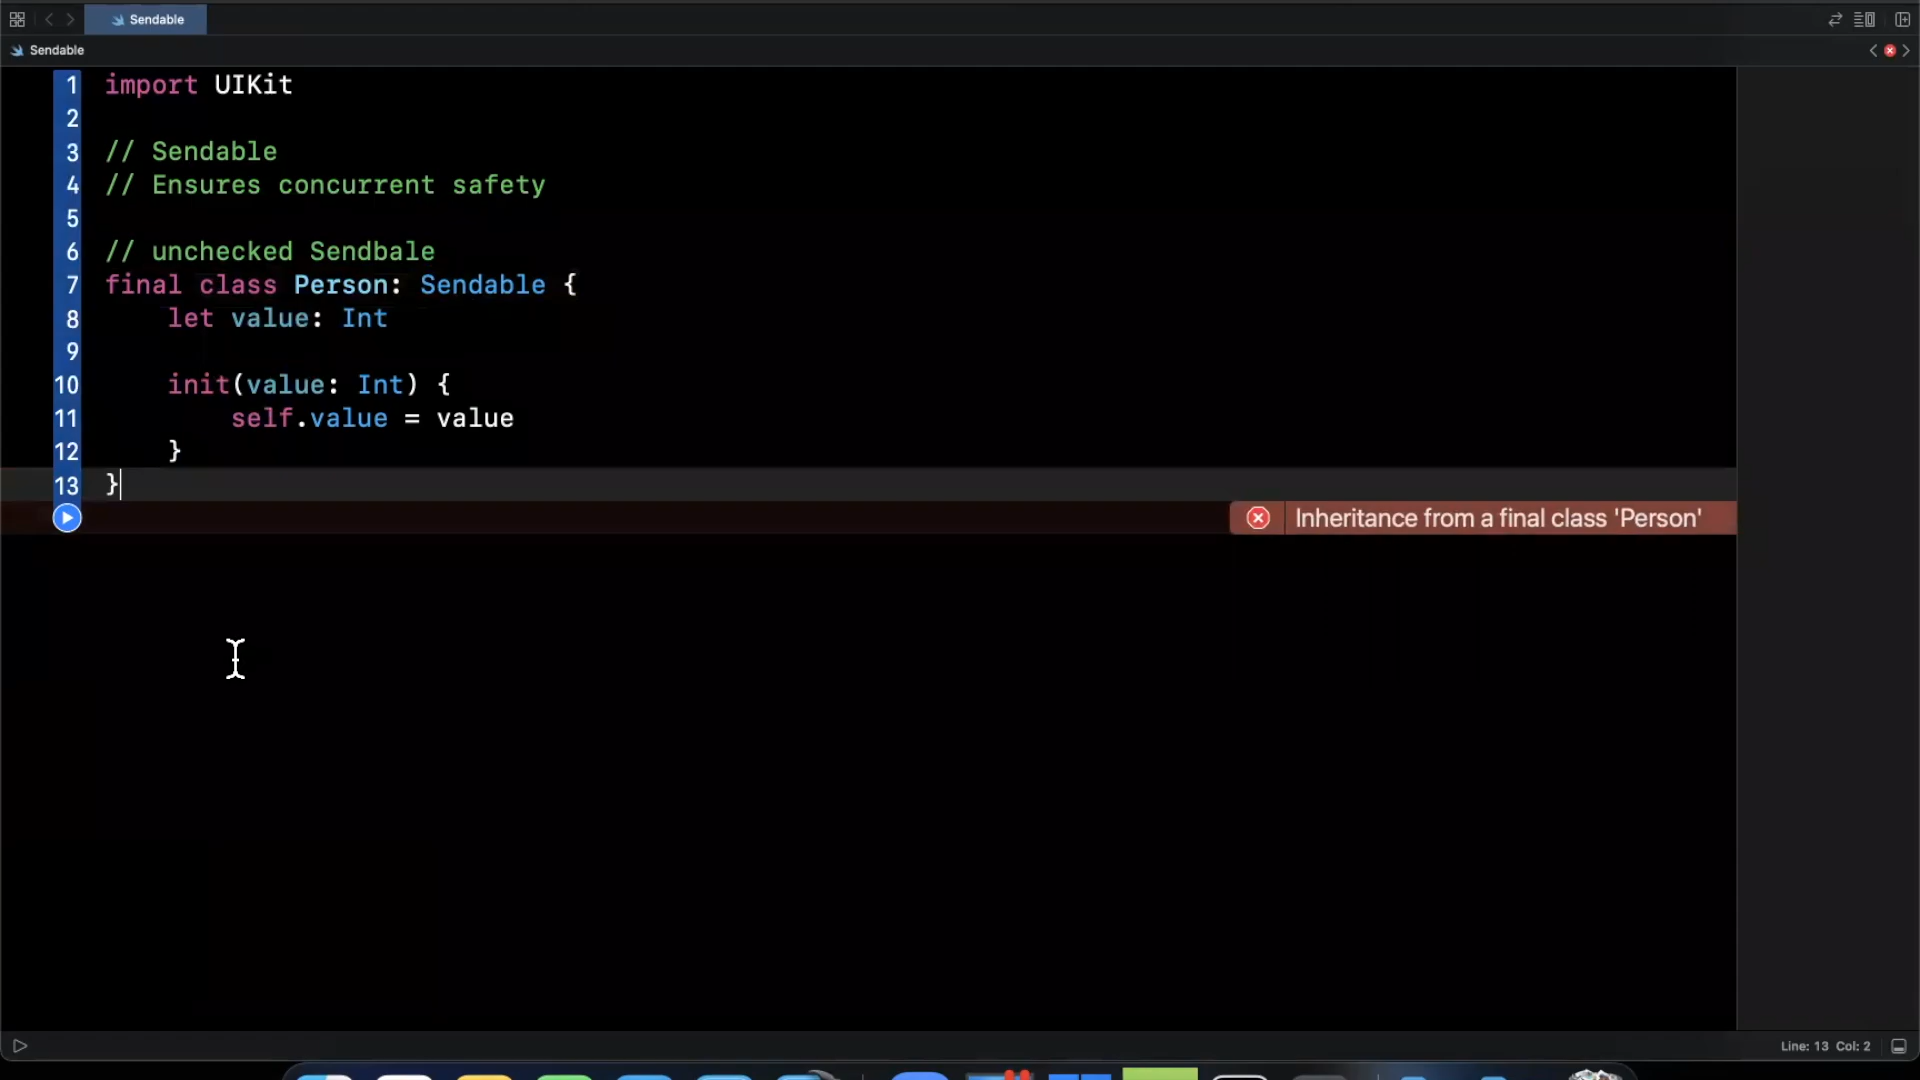 Sendable
Sendable
1 import UIKit
2
3 // Sendable
4 // Ensures concurrent safety
5
6 // unchecked Sendbale
7 final class Person: Sendable {
8 let value: Int
9
10 init(value: Int) {
11 self.value = value
12 }
13 }
Inheritance from a final class 'Person'
Line: 13 Col: 2